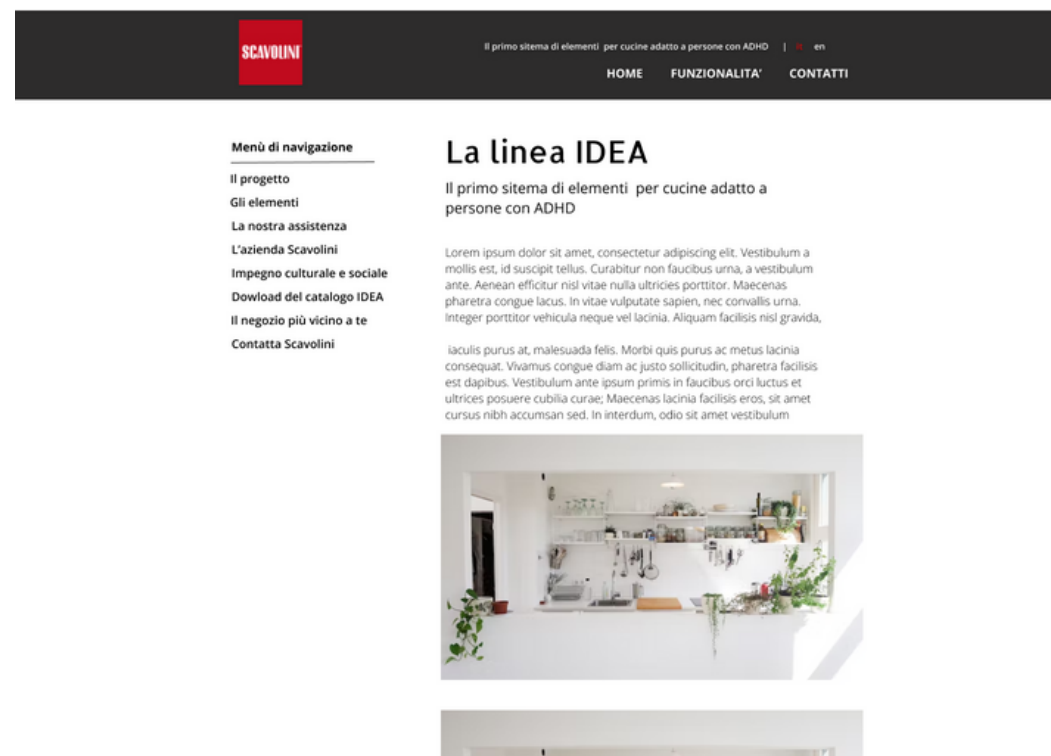 SCAVOLINI
Il primo sitema di elementi per cucine adatto a persone con ADHD | it en
HOME FUNZIONALITA' CONTATTI
Menù di navigazione
Il progetto
Gli elementi
La nostra assistenza
L'azienda Scavolini
Impegno culturale e sociale
Dowload del catalogo IDEA
Il negozio più vicino a te
Contatta Scavolini
La linea IDEA
Il primo sitema di elementi per cucine adatto a
persone con ADHD
Lorem ipsum dolor sit amet, consectetur adipiscing elit. Vestibulum a
mollis est, id suscipit tellus. Curabitur non faucibus urna, a vestibulum
ante. Aenean efficitur nisl vitae nulla ultricies porttitor. Maecenas
pharetra congue lacus. In vitae vulputate sapien, nec convallis urna.
Integer porttitor vehicula neque vel lacinia. Aliquam facilisis nisl gravida,
iaculis purus at, malesuada felis. Morbi quis purus ac metus lacinia
consequat. Vivamus congue diam ac justo sollicitudin, pharetra facilisis
est dapibus. Vestibulum ante ipsum primis in faucibus orci luctus et
ultrices posuere cubilia curae; Maecenas lacinia facilisis eros, sit amet
cursus nibh accumsan sed. In interdum, odio sit amet vestibulum